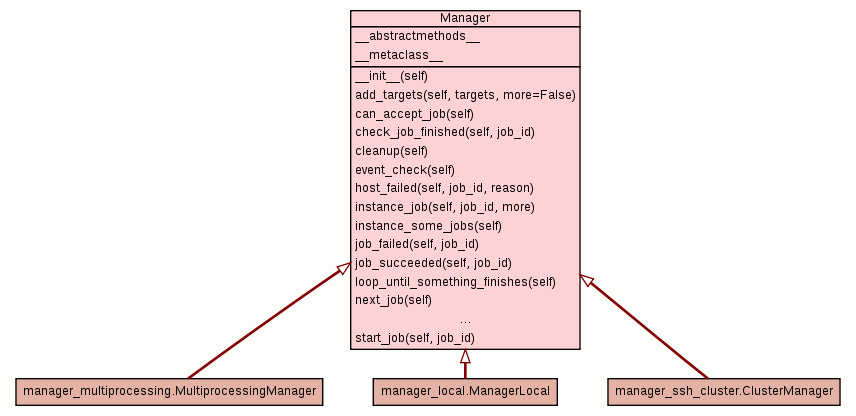 Manager
__abstractmethods__
__metaclass__
__init__(self)
add_targets(self, targets, more=False)
can_accept_job(self)
check_job_finished(self, job_id)
cleanup(self)
event_check(self)
host_failed(self, job_id, reason)
instance_job(self, job_id, more)
instance_some_jobs(self)
job_failed(self, job_id)
job_succeeded(self, job_id)
loop_until_something_finishes(self)
next_job(self)
...
start_job(self, job_id)
manager_multiprocessing.MultiprocessingManager
manager_local.ManagerLocal
manager_ssh_cluster.ClusterManager